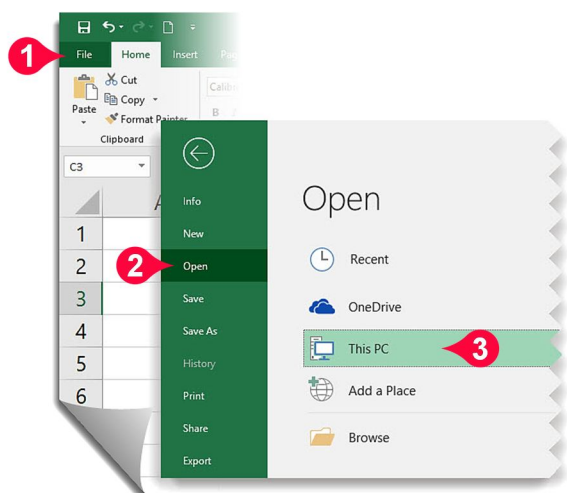 1
File Home Insert
Cut
Copy
Paste
Format Painter
Clipboard
B
C3
A
1
2
3
4
5
6
Info
New
2
Open
Save
Save As
History
Print
Share
Export
Open
Recent
OneDrive
This PC
3
Add a Place
Browse